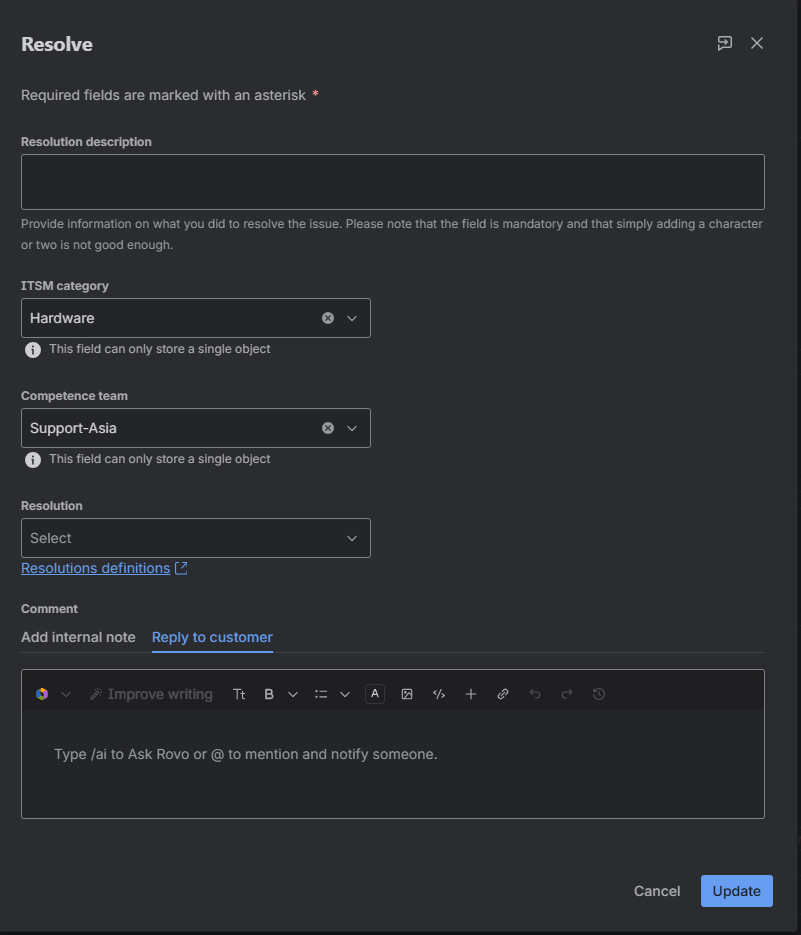 Resolve
Required fields are marked with an asterisk *
Resolution description
Provide information on what you did to resolve the issue. Please note that the field is mandatory and that simply adding a character
or two is not good enough.
ITSM category
Hardware
This field can only store a single object
Competence team
Support-Asia
This field can only store a single object
Resolution
Select
Resolutions definitions
Comment
Add internal note Reply to customer
Improve writing Tt B A
Type /ai to Ask Rovo or @ to mention and notify someone.
Cancel Update